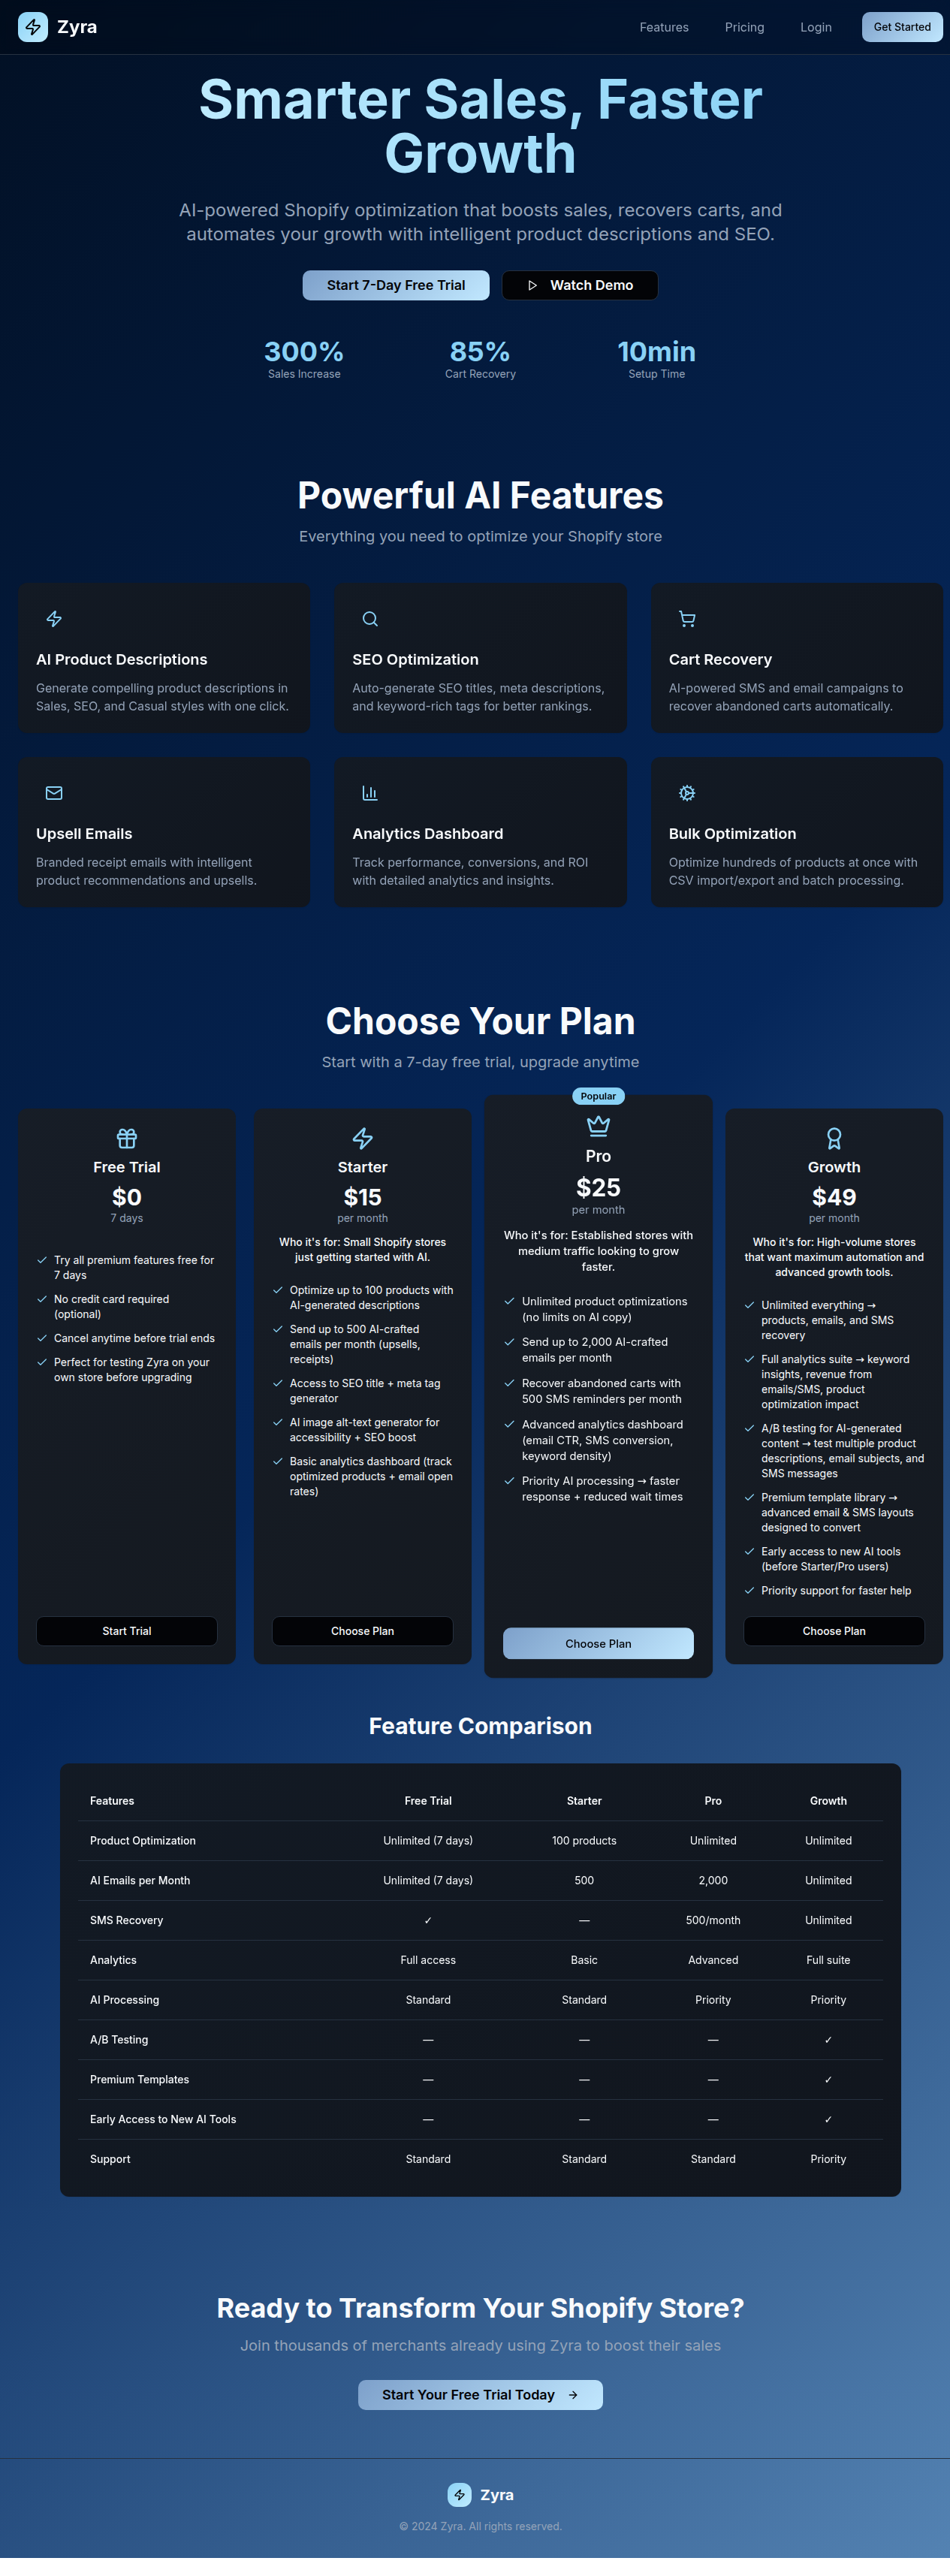 Zyra
Features
Pricing
Login
Get Started
Smarter Sales, Faster
Growth
AI-powered Shopify optimization that boosts sales, recovers carts, and
automates your growth with intelligent product descriptions and SEO.
Start 7-Day Free Trial
Watch Demo
300%
Sales Increase
85%
Cart Recovery
10min
Setup Time
Powerful AI Features
Everything you need to optimize your Shopify store
AI Product Descriptions
Generate compelling product descriptions in
Sales, SEO, and Casual styles with one click.
SEO Optimization
Auto-generate SEO titles, meta descriptions,
and keyword-rich tags for better rankings.
Cart Recovery
AI-powered SMS and email campaigns to
recover abandoned carts automatically.
Upsell Emails
Branded receipt emails with intelligent
product recommendations and upsells.
Analytics Dashboard
Track performance, conversions, and ROI
with detailed analytics and insights.
Bulk Optimization
Optimize hundreds of products at once with
CSV import/export and batch processing.
Choose Your Plan
Start with a 7-day free trial, upgrade anytime
Free Trial
$0
7 days
✓ Try all premium features free for
7 days
✓ No credit card required
(optional)
✓ Cancel anytime before trial ends
✓ Perfect for testing Zyra on your
own store before upgrading
Start Trial
Starter
$15
per month
Who it's for: Small Shopify stores
just getting started with AI.
✓ Optimize up to 100 products with
AI-generated descriptions
✓ Send up to 500 AI-crafted
emails per month (upsells,
receipts)
✓ Access to SEO title + meta tag
generator
✓ AI image alt-text generator for
accessibility + SEO boost
✓ Basic analytics dashboard (track
optimized products + email open
rates)
Choose Plan
Popular
Pro
$25
per month
Who it's for: Established stores with
medium traffic looking to grow
faster.
✓ Unlimited product optimizations
(no limits on AI copy)
✓ Send up to 2,000 AI-crafted
emails per month
✓ Recover abandoned carts with
500 SMS reminders per month
✓ Advanced analytics dashboard
(email CTR, SMS conversion,
keyword density)
✓ Priority AI processing → faster
response + reduced wait times
Choose Plan
Growth
$49
per month
Who it's for: High-volume stores
that want maximum automation and
advanced growth tools.
✓ Unlimited everything →
products, emails, and SMS
recovery
✓ Full analytics suite → keyword
insights, revenue from
emails/SMS, product
optimization impact
✓ A/B testing for AI-generated
content → test multiple product
descriptions, email subjects, and
SMS messages
✓ Premium template library →
advanced email & SMS layouts
designed to convert
✓ Early access to new AI tools
(before Starter/Pro users)
✓ Priority support for faster help
Choose Plan
Feature Comparison
Features Free Trial Starter Pro Growth
Product Optimization Unlimited (7 days) 100 products Unlimited Unlimited
AI Emails per Month Unlimited (7 days) 500 2,000 Unlimited
SMS Recovery ✓ — 500/month Unlimited
Analytics Full access Basic Advanced Full suite
AI Processing Standard Standard Priority Priority
A/B Testing — — — ✓
Premium Templates — — — ✓
Early Access to New AI Tools — — — ✓
Support Standard Standard Standard Priority
Ready to Transform Your Shopify Store?
Join thousands of merchants already using Zyra to boost their sales
Start Your Free Trial Today →
Zyra
© 2024 Zyra. All rights reserved.